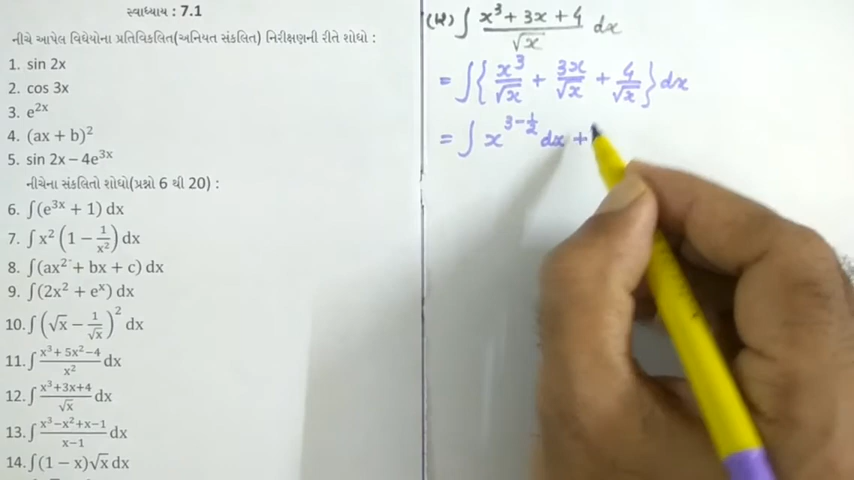 સ્વાધ્યાય : 7.1
નીચે આપેલ વિધેયોના પ્રતિવિકલિત(અનિયત સંકલિત) નિરીક્ષણની રીતે શોધો :
1. sin 2x
2. cos 3x
3. e^{2x}
4. (ax + b)^2
5. sin 2x – 4e^{3x}
નીચેના સંકલિતો શોધો(પ્રશ્નો 6 થી 20) :
6. ∫(e^{3x} + 1) dx
7. ∫x^2 (1 − 1/x^2) dx
8. ∫(ax^2 + bx + c) dx
9. ∫(2x^2 + e^x) dx
10. ∫(√x − 1/√x)^2 dx
11. ∫ (x^3+5x^2−4)/x^2 dx
12. ∫ (x^3+3x+4)/√x dx
13. ∫ (x^3−x^2+x−1)/(x−1) dx
14. ∫(1 − x)√x dx
∫ (x^3 + 3x + 4)/√x dx
= ∫{x^3/√x + 3x/√x + 4/√x} dx
= ∫ x^{3−1/2} dx +